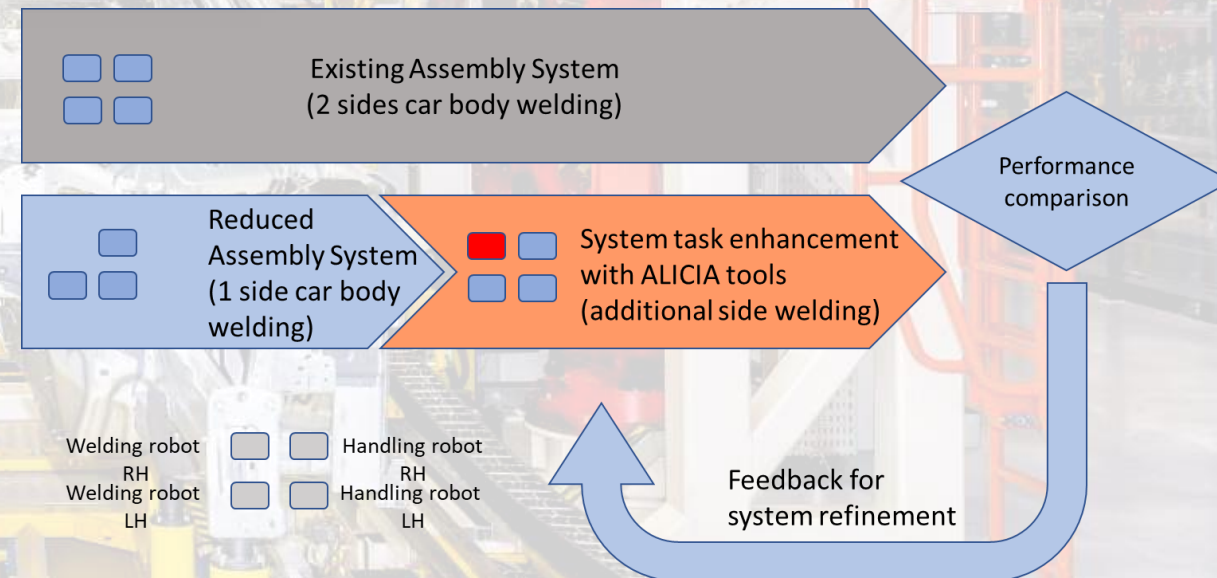 Existing Assembly System
(2 sides car body welding)
Performance
comparison
Reduced
Assembly System
(1 side car body
welding)
System task enhancement
with ALICIA tools
(additional side welding)
Welding robot
RH
Handling robot
RH
Welding robot
LH
Handling robot
LH
Feedback for
system refinement